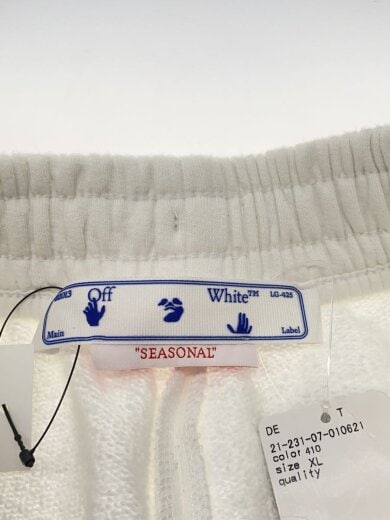 Off
White™
LG-425
Main
Label
"SEASONAL"
DE T
21-231-07-010621
color 410
size XL
quality